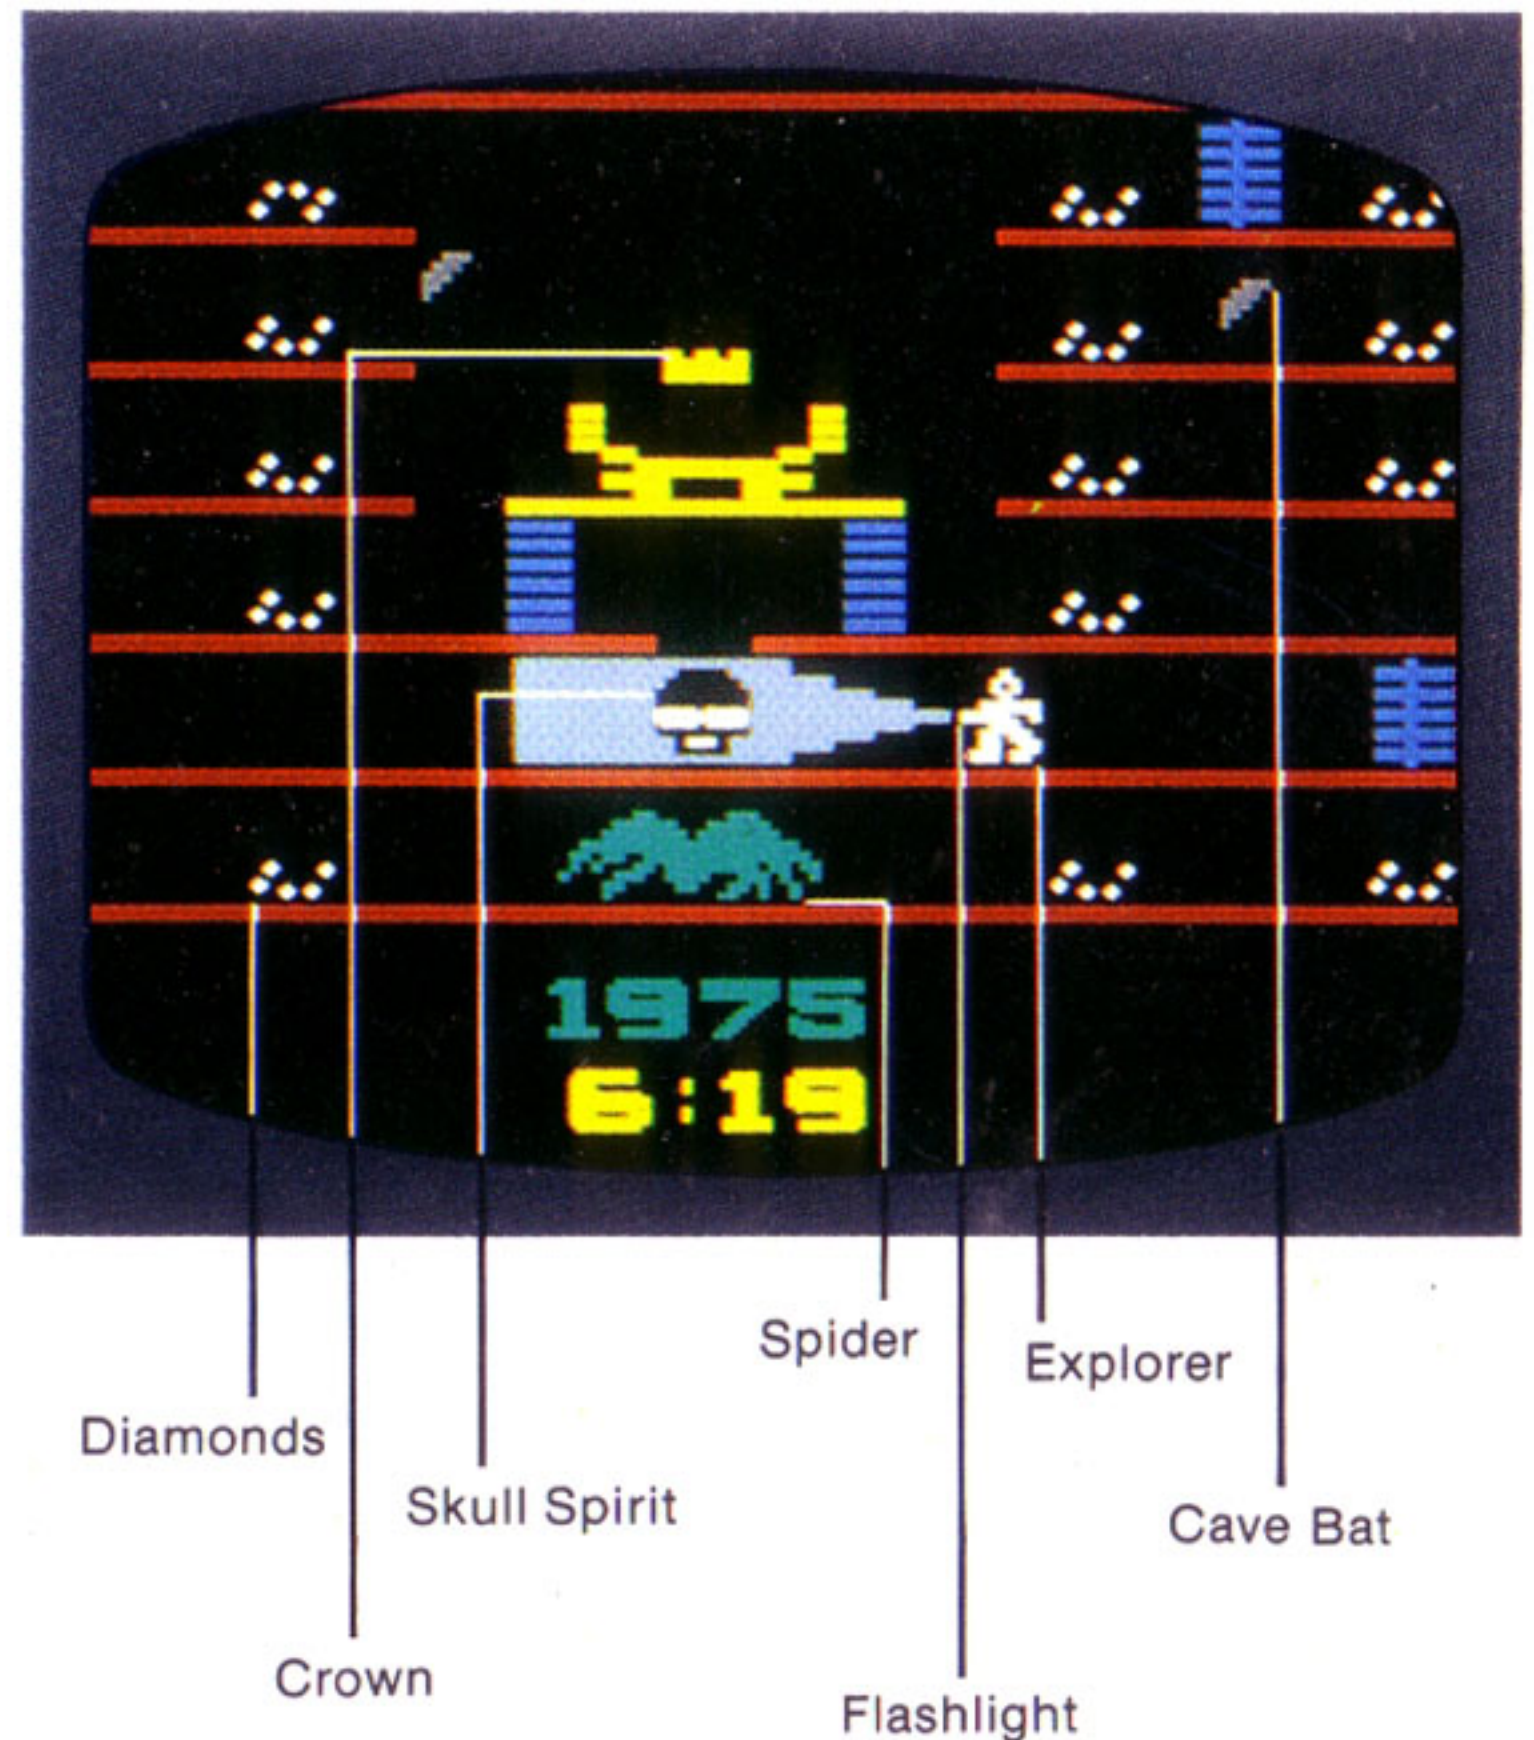 1975
6:19
Spider
Explorer
Diamonds
Skull Spirit
Cave Bat
Crown
Flashlight